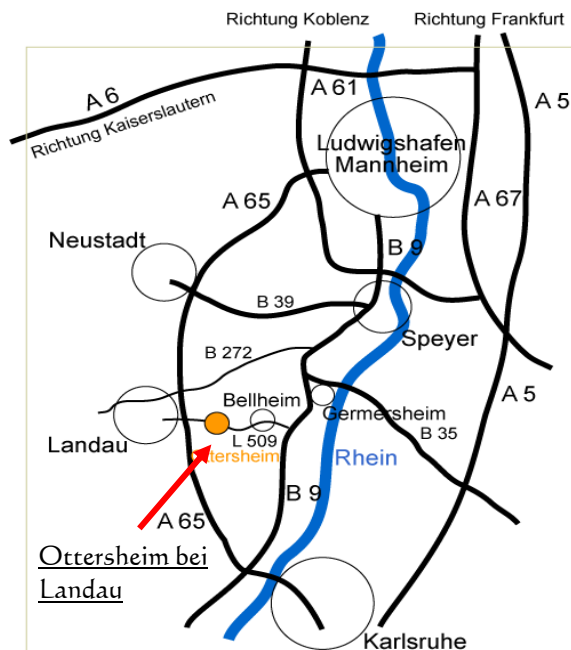 Richtung Koblenz
Richtung Frankfurt
A 6
Richtung Kaiserslautern
A 61
A 5
Ludwigshafen
Mannheim
A 65
A 67
Neustadt
B 9
B 39
Speyer
B 272
A 5
Bellheim
Germersheim
Landau
L 509
B 35
Ottersheim
Rhein
B 9
A 65
Ottersheim bei
Landau
Karlsruhe